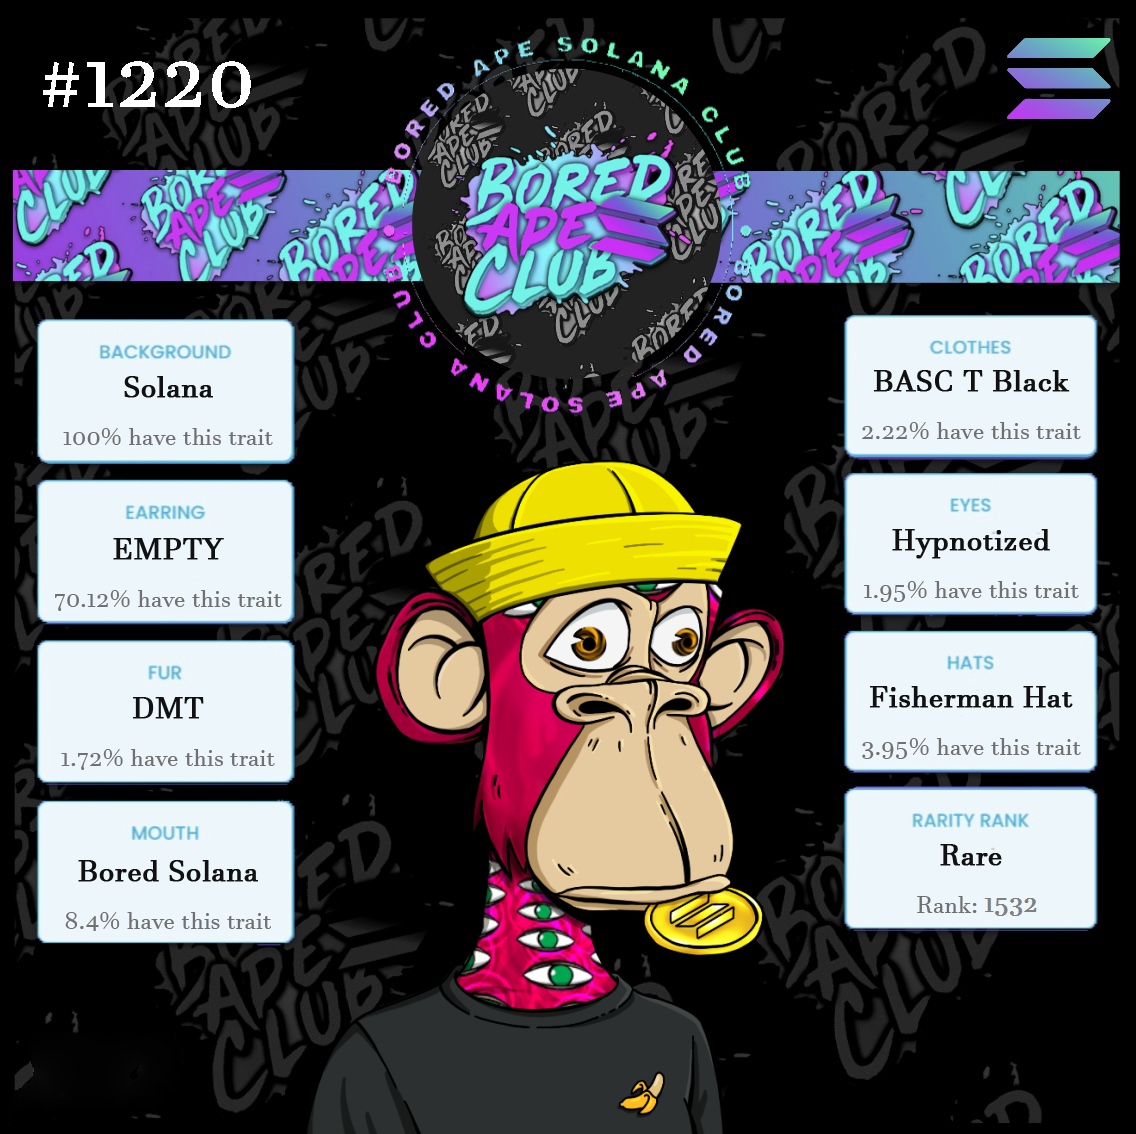 #1220
BORED APE SOLANA CLUB
BORED APE SOLANA CLUB
BORED
APE
CLUB
BACKGROUND
Solana
100% have this trait
EARRING
EMPTY
70.12% have this trait
FUR
DMT
1.72% have this trait
MOUTH
Bored Solana
8.4% have this trait
CLOTHES
BASC T Black
2.22% have this trait
EYES
Hypnotized
1.95% have this trait
HATS
Fisherman Hat
3.95% have this trait
RARITY RANK
Rare
Rank: 1532